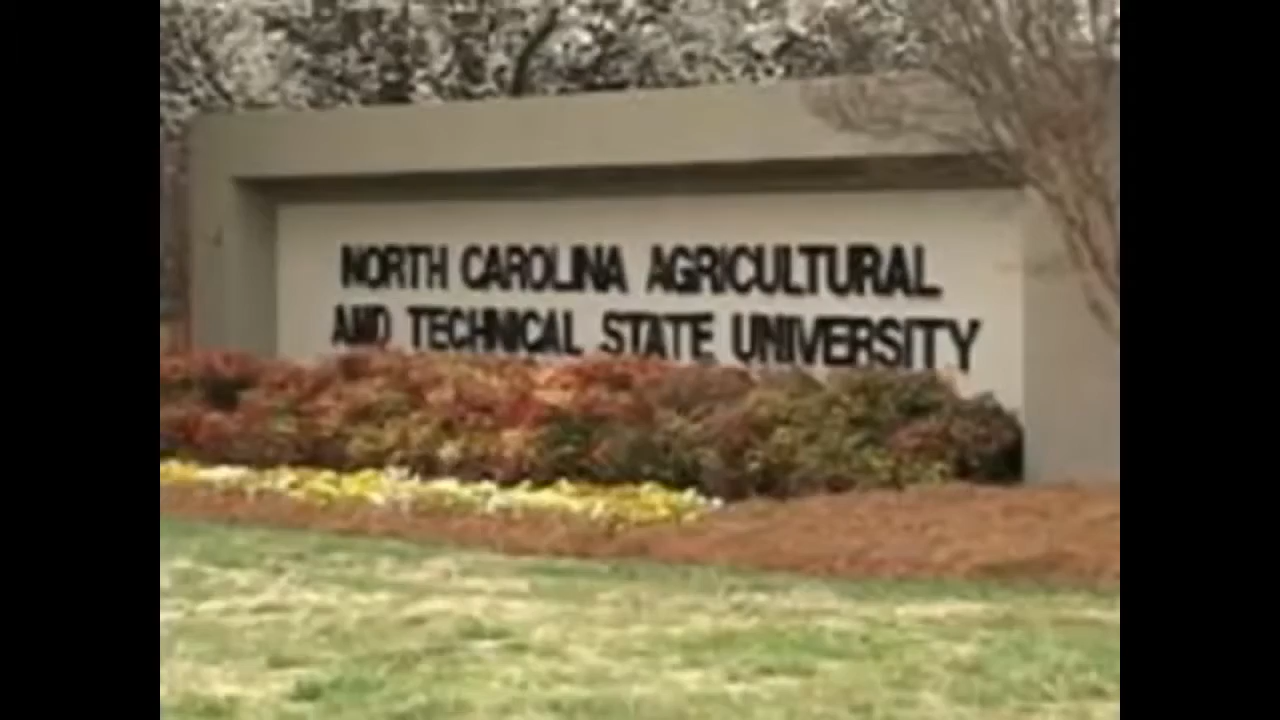 NORTH CAROLINA AGRICULTURAL
AND TECHNICAL STATE UNIVERSITY